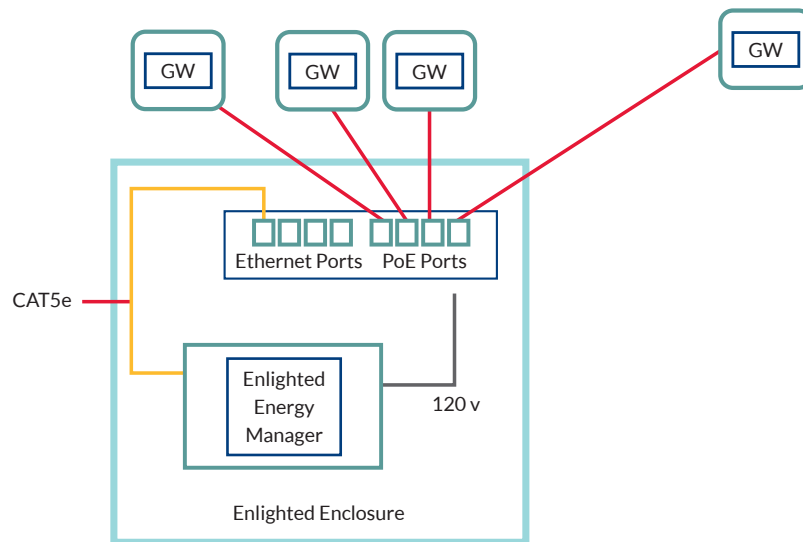 GW
GW
GW
GW
Ethernet Ports
PoE Ports
CAT5e
Enlighted
Energy
Manager
120 v
Enlighted Enclosure